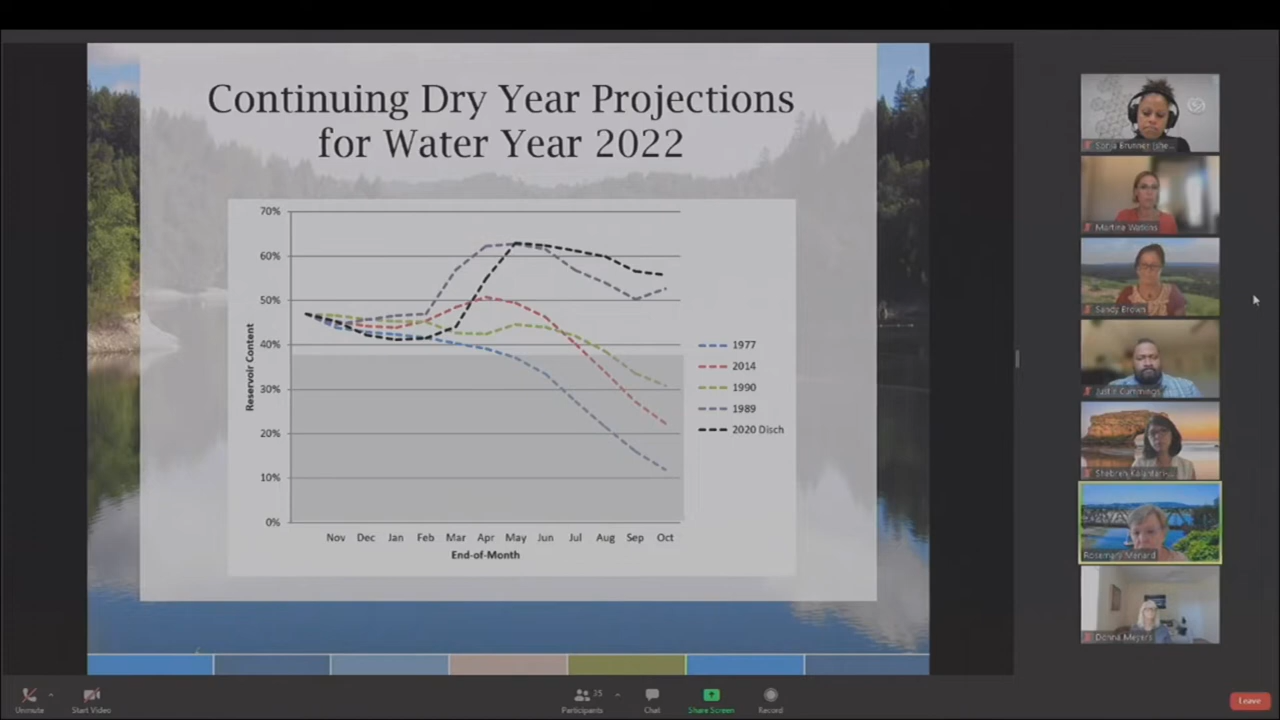 Continuing Dry Year Projections
for Water Year 2022
70%
60%
50%
40%
30%
20%
10%
0%
Reservoir Content
Nov Dec Jan Feb Mar Apr May Jun Jul Aug Sep Oct
End-of-Month
1977
2014
1990
1989
2020 Disch
Sonja Brunner (she...
Martine Watkins
Sandy Brown
Justin Cummings
Shebreh Kalantari-...
Rosemary Menard
Donna Meyers
Unmute
Start Video
35
Participants
Chat
Share Screen
Record
Leave